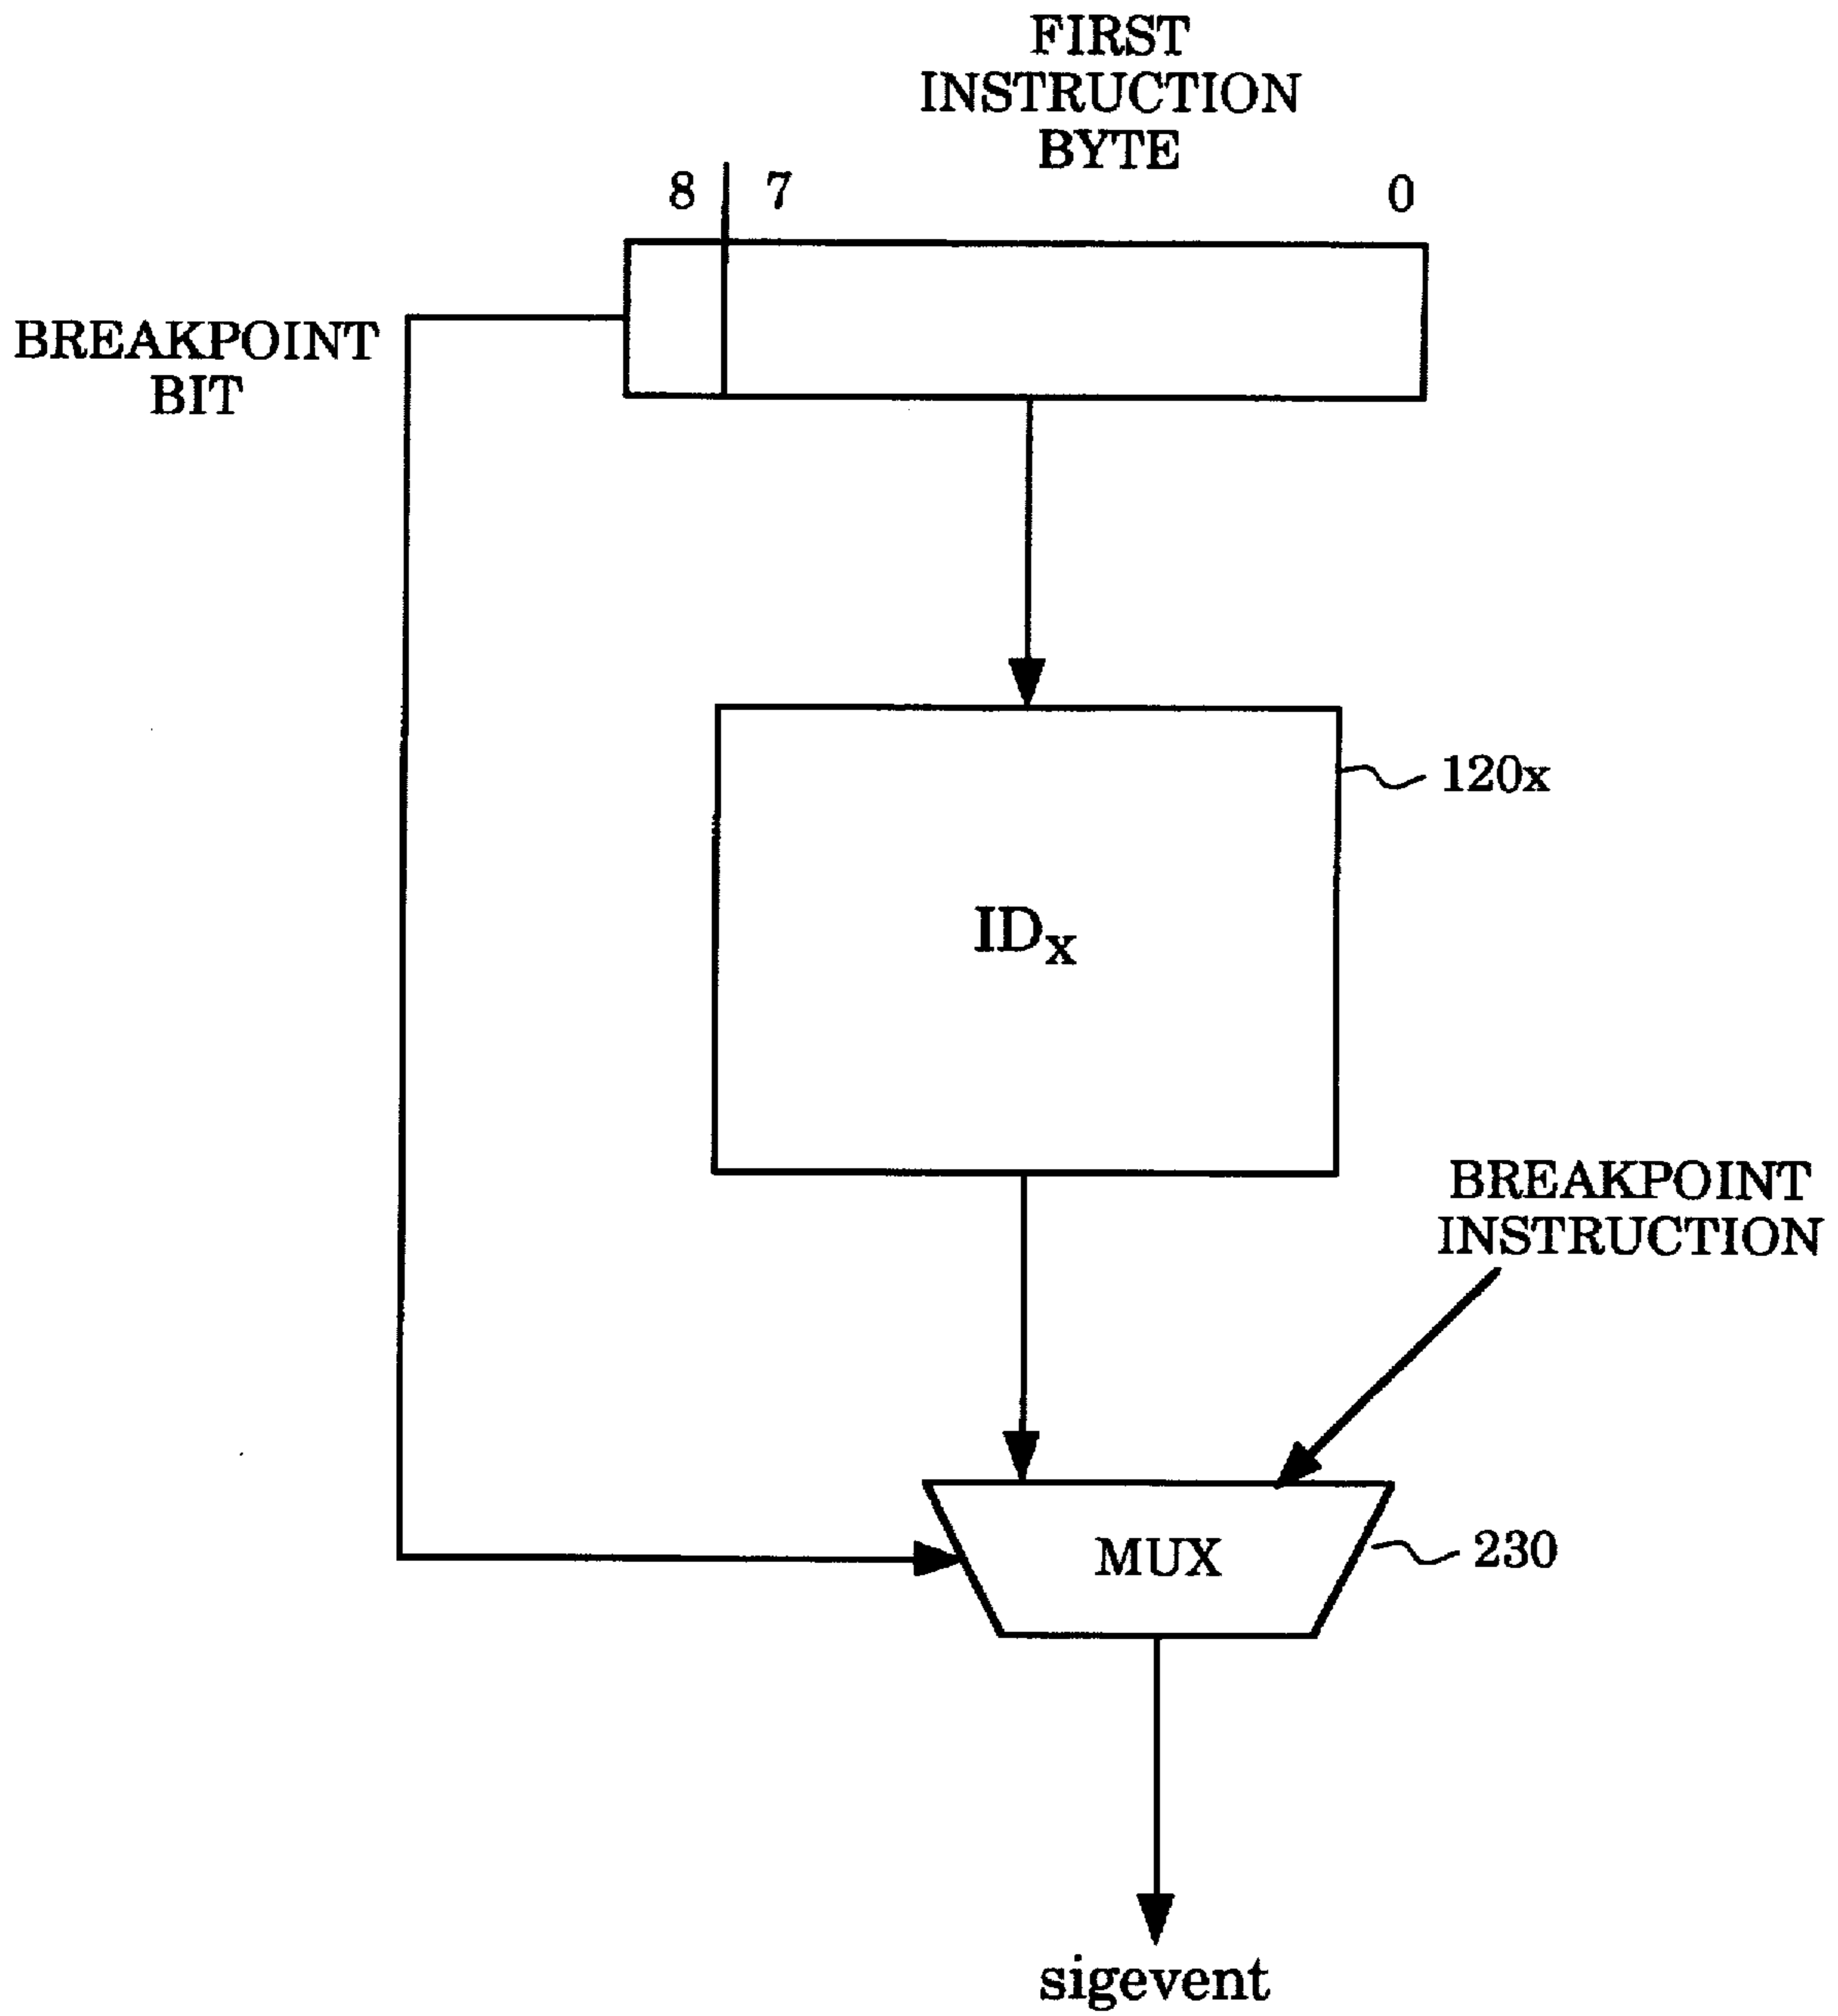 FIRST
INSTRUCTION
BYTE
8 7 0
BREAKPOINT
BIT
120x
IDX
BREAKPOINT
INSTRUCTION
MUX
230
sigevent